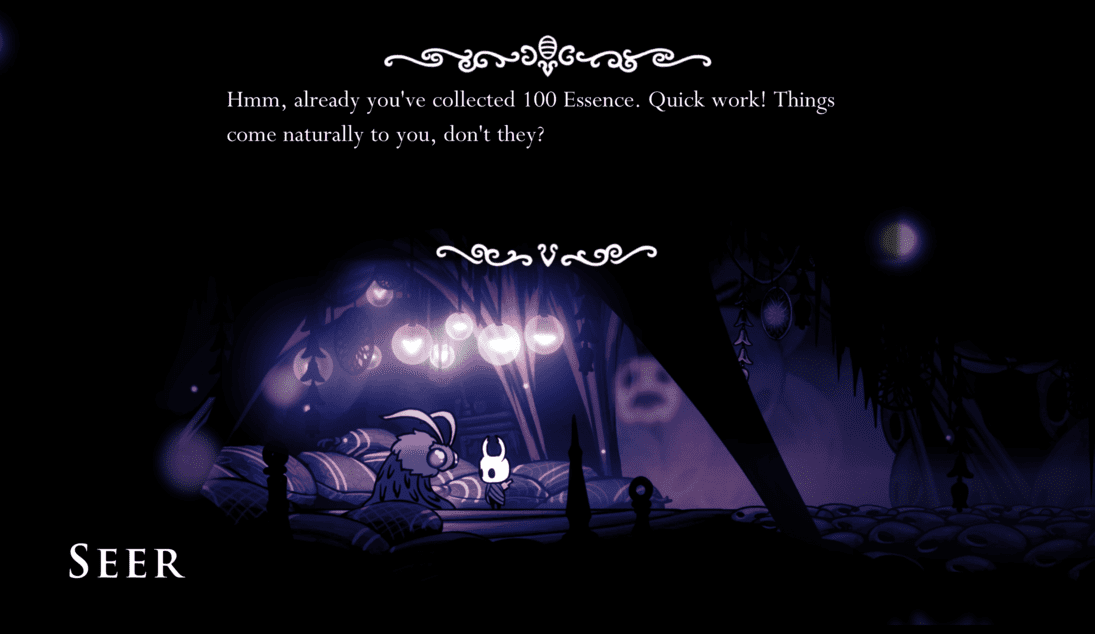 Hmm, already you've collected 100 Essence. Quick work! Things
come naturally to you, don't they?
SEER